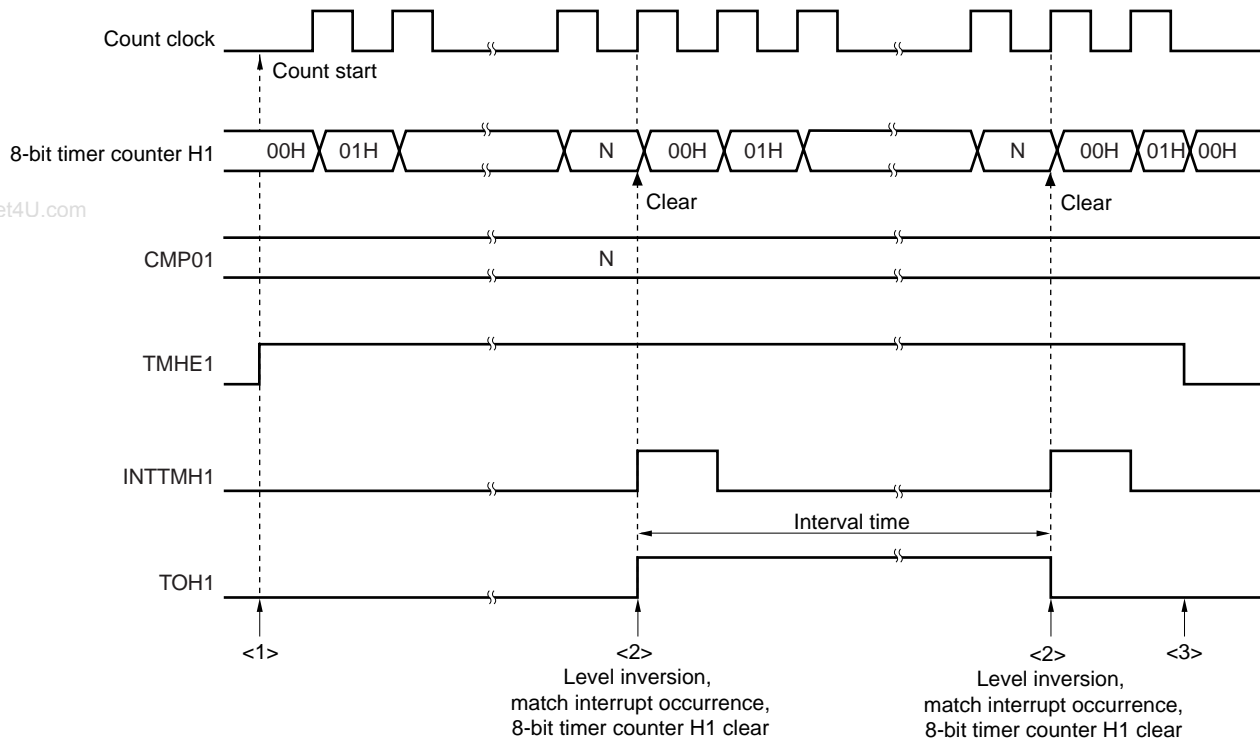 Count clock
Count start
8-bit timer counter H1
00H 01H N 00H 01H N 00H 01H 00H
Clear Clear
et4U.com
CMP01
N
TMHE1
INTTMH1
Interval time
TOH1
<1> <2> <2> <3>
Level inversion,
match interrupt occurrence,
8-bit timer counter H1 clear
Level inversion,
match interrupt occurrence,
8-bit timer counter H1 clear